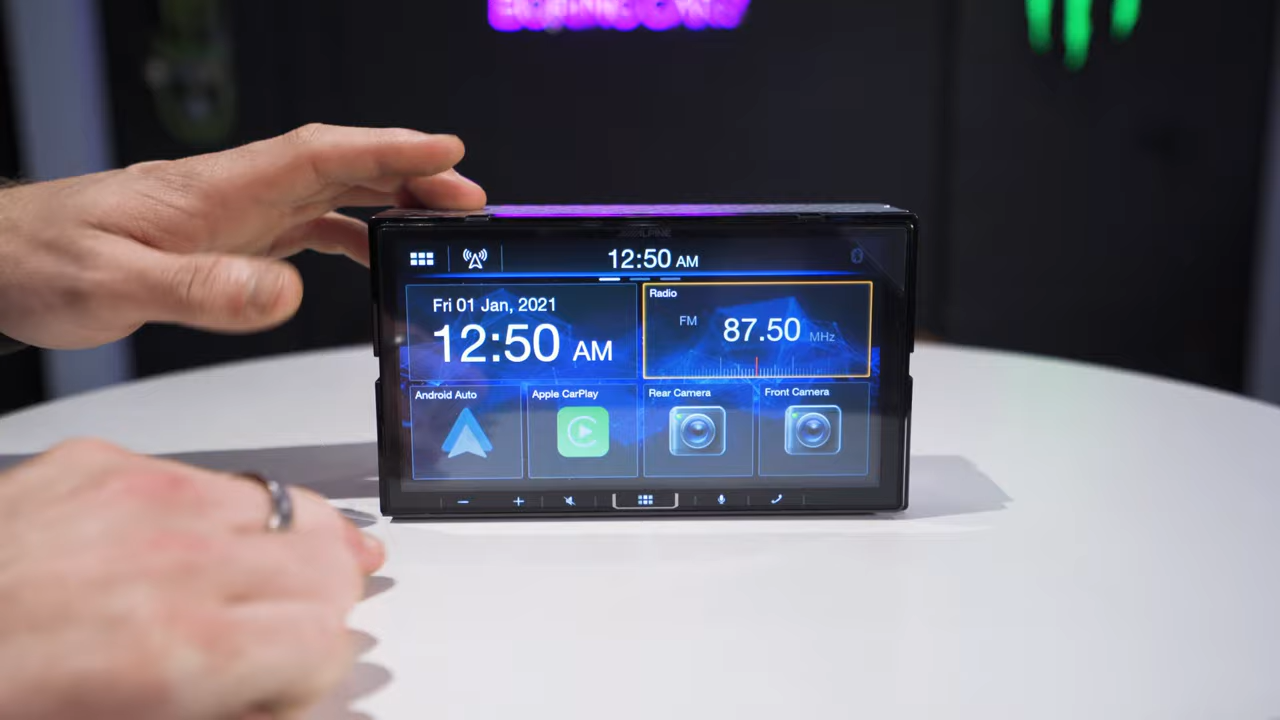 ALPINE
12:50 AM
Fri 01 Jan, 2021
12:50 AM
Radio
FM 87.50 MHz
Android Auto
Apple CarPlay
Rear Camera
Front Camera